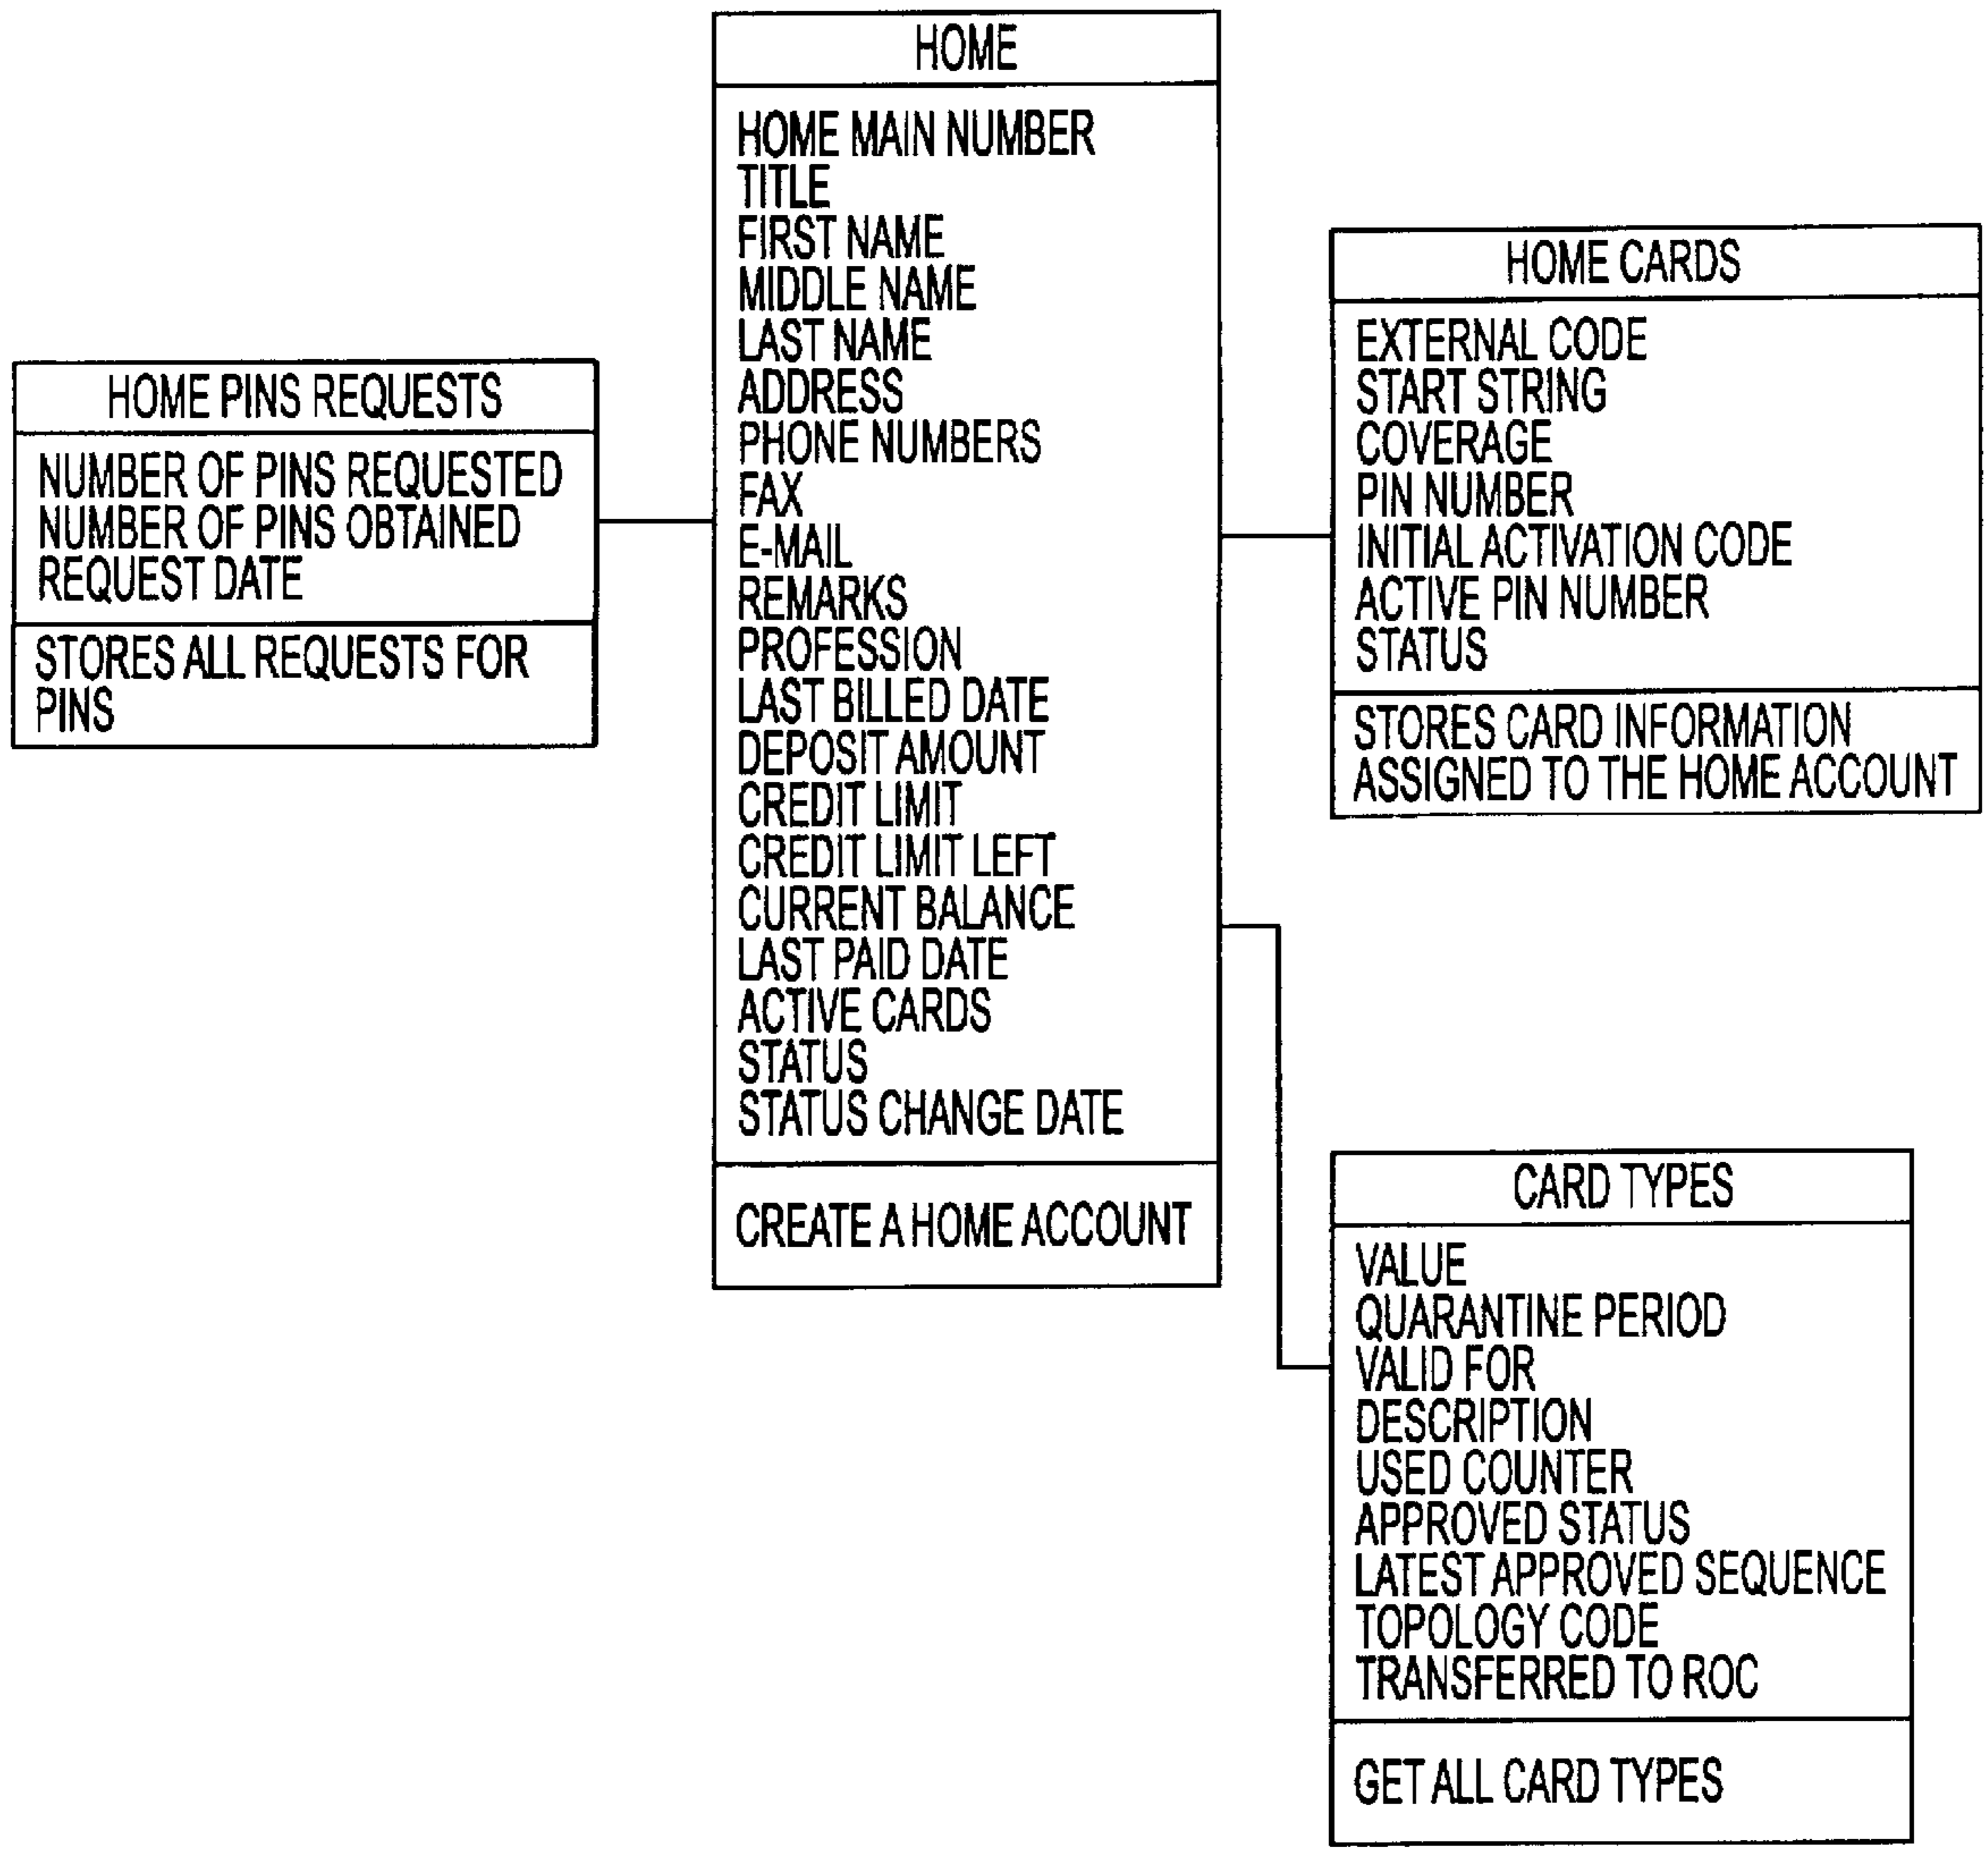 HOME
HOME MAIN NUMBER
TITLE
FIRST NAME
MIDDLE NAME
LAST NAME
ADDRESS
PHONE NUMBERS
FAX
E-MAIL
REMARKS
PROFESSION
LAST BILLED DATE
DEPOSIT AMOUNT
CREDIT LIMIT
CREDIT LIMIT LEFT
CURRENT BALANCE
LAST PAID DATE
ACTIVE CARDS
STATUS
STATUS CHANGE DATE
CREATE A HOME ACCOUNT
HOME PINS REQUESTS
NUMBER OF PINS REQUESTED
NUMBER OF PINS OBTAINED
REQUEST DATE
STORES ALL REQUESTS FOR
PINS
HOME CARDS
EXTERNAL CODE
START STRING
COVERAGE
PIN NUMBER
INITIAL ACTIVATION CODE
ACTIVE PIN NUMBER
STATUS
STORES CARD INFORMATION
ASSIGNED TO THE HOME ACCOUNT
CARD TYPES
VALUE
QUARANTINE PERIOD
VALID FOR
DESCRIPTION
USED COUNTER
APPROVED STATUS
LATEST APPROVED SEQUENCE
TOPOLOGY CODE
TRANSFERRED TO ROC
GET ALL CARD TYPES